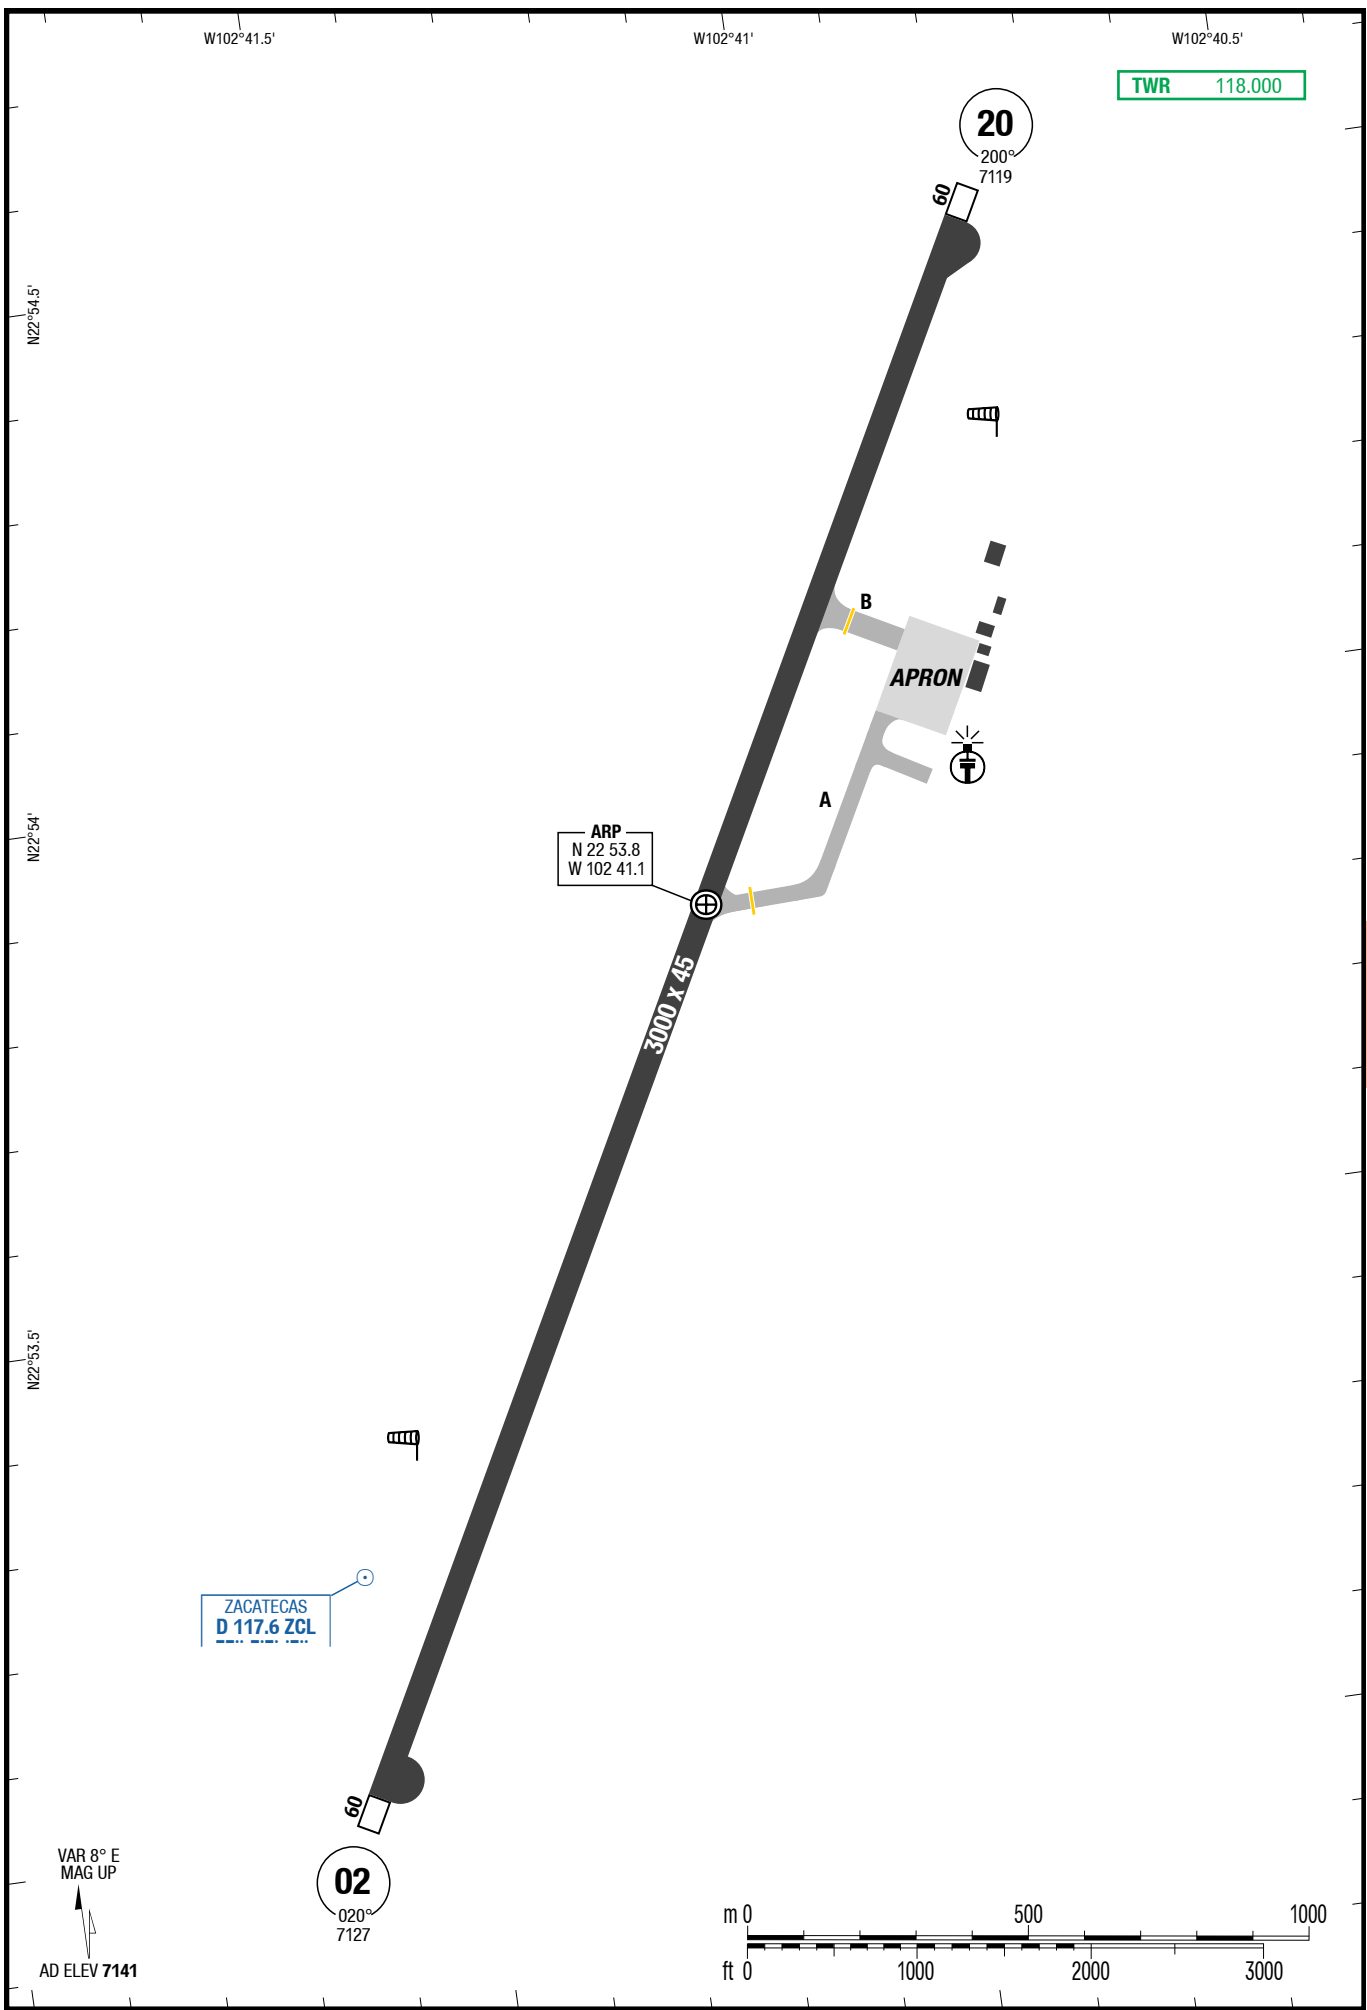 W102°41.5'
W102°41'
W102°40.5'
TWR 118.000
20
200°
7119
60
N22°54.5'
B
APRON
A
N22°54'
ARP
N 22 53.8
W 102 41.1
3000 x 45
N22°53.5'
ZACATECAS
D 117.6 ZCL
60
02
020°
7127
VAR 8° E
MAG UP
AD ELEV 7141
m 0 500 1000
ft 0 1000 2000 3000